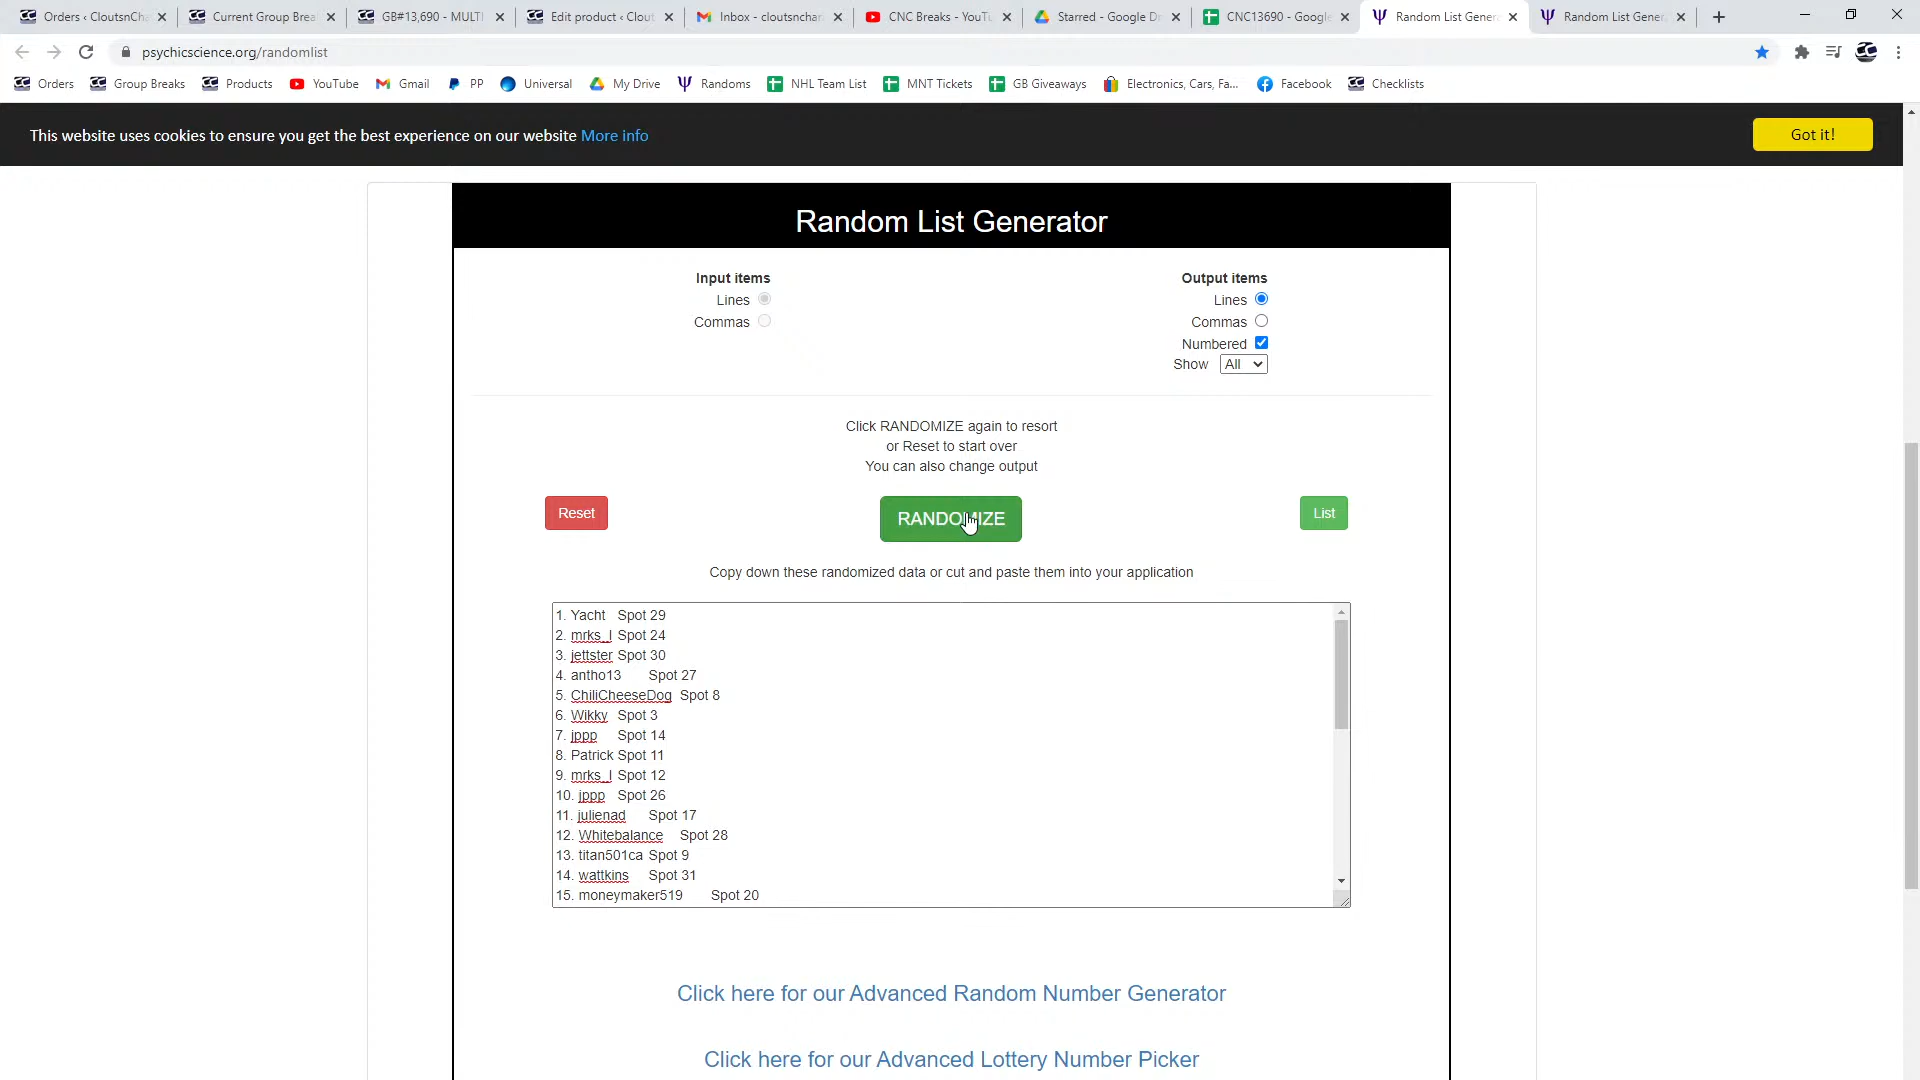 Orders ‹ CloutsnCha
Current Group Brea
GB#13,690 - MULTI
Edit product ‹ Clout
Inbox - cloutsnchar
CNC Breaks - YouTu
Starred - Google Dr
CNC13690 - Google
Random List Genera
Random List Genera
psychicscience.org/randomlist
Orders
Group Breaks
Products
YouTube
Gmail
PP
Universal
My Drive
Randoms
NHL Team List
MNT Tickets
GB Giveaways
Electronics, Cars, Fa...
Facebook
Checklists
This website uses cookies to ensure you get the best experience on our website More info
Got it!
Random List Generator
Input items
Lines
Commas
Output items
Lines
Commas
Numbered
Show All
Click RANDOMIZE again to resort
or Reset to start over
You can also change output
Reset
RANDOMIZE
List
Copy down these randomized data or cut and paste them into your application
1. Yacht Spot 29
2. mrks_l Spot 24
3. jettster Spot 30
4. antho13 Spot 27
5. ChiliCheeseDog Spot 8
6. Wikky Spot 3
7. jppp Spot 14
8. Patrick Spot 11
9. mrks_l Spot 12
10. jppp Spot 26
11. julienad Spot 17
12. Whitebalance Spot 28
13. titan501ca Spot 9
14. wattkins Spot 31
15. moneymaker519 Spot 20
Click here for our Advanced Random Number Generator
Click here for our Advanced Lottery Number Picker